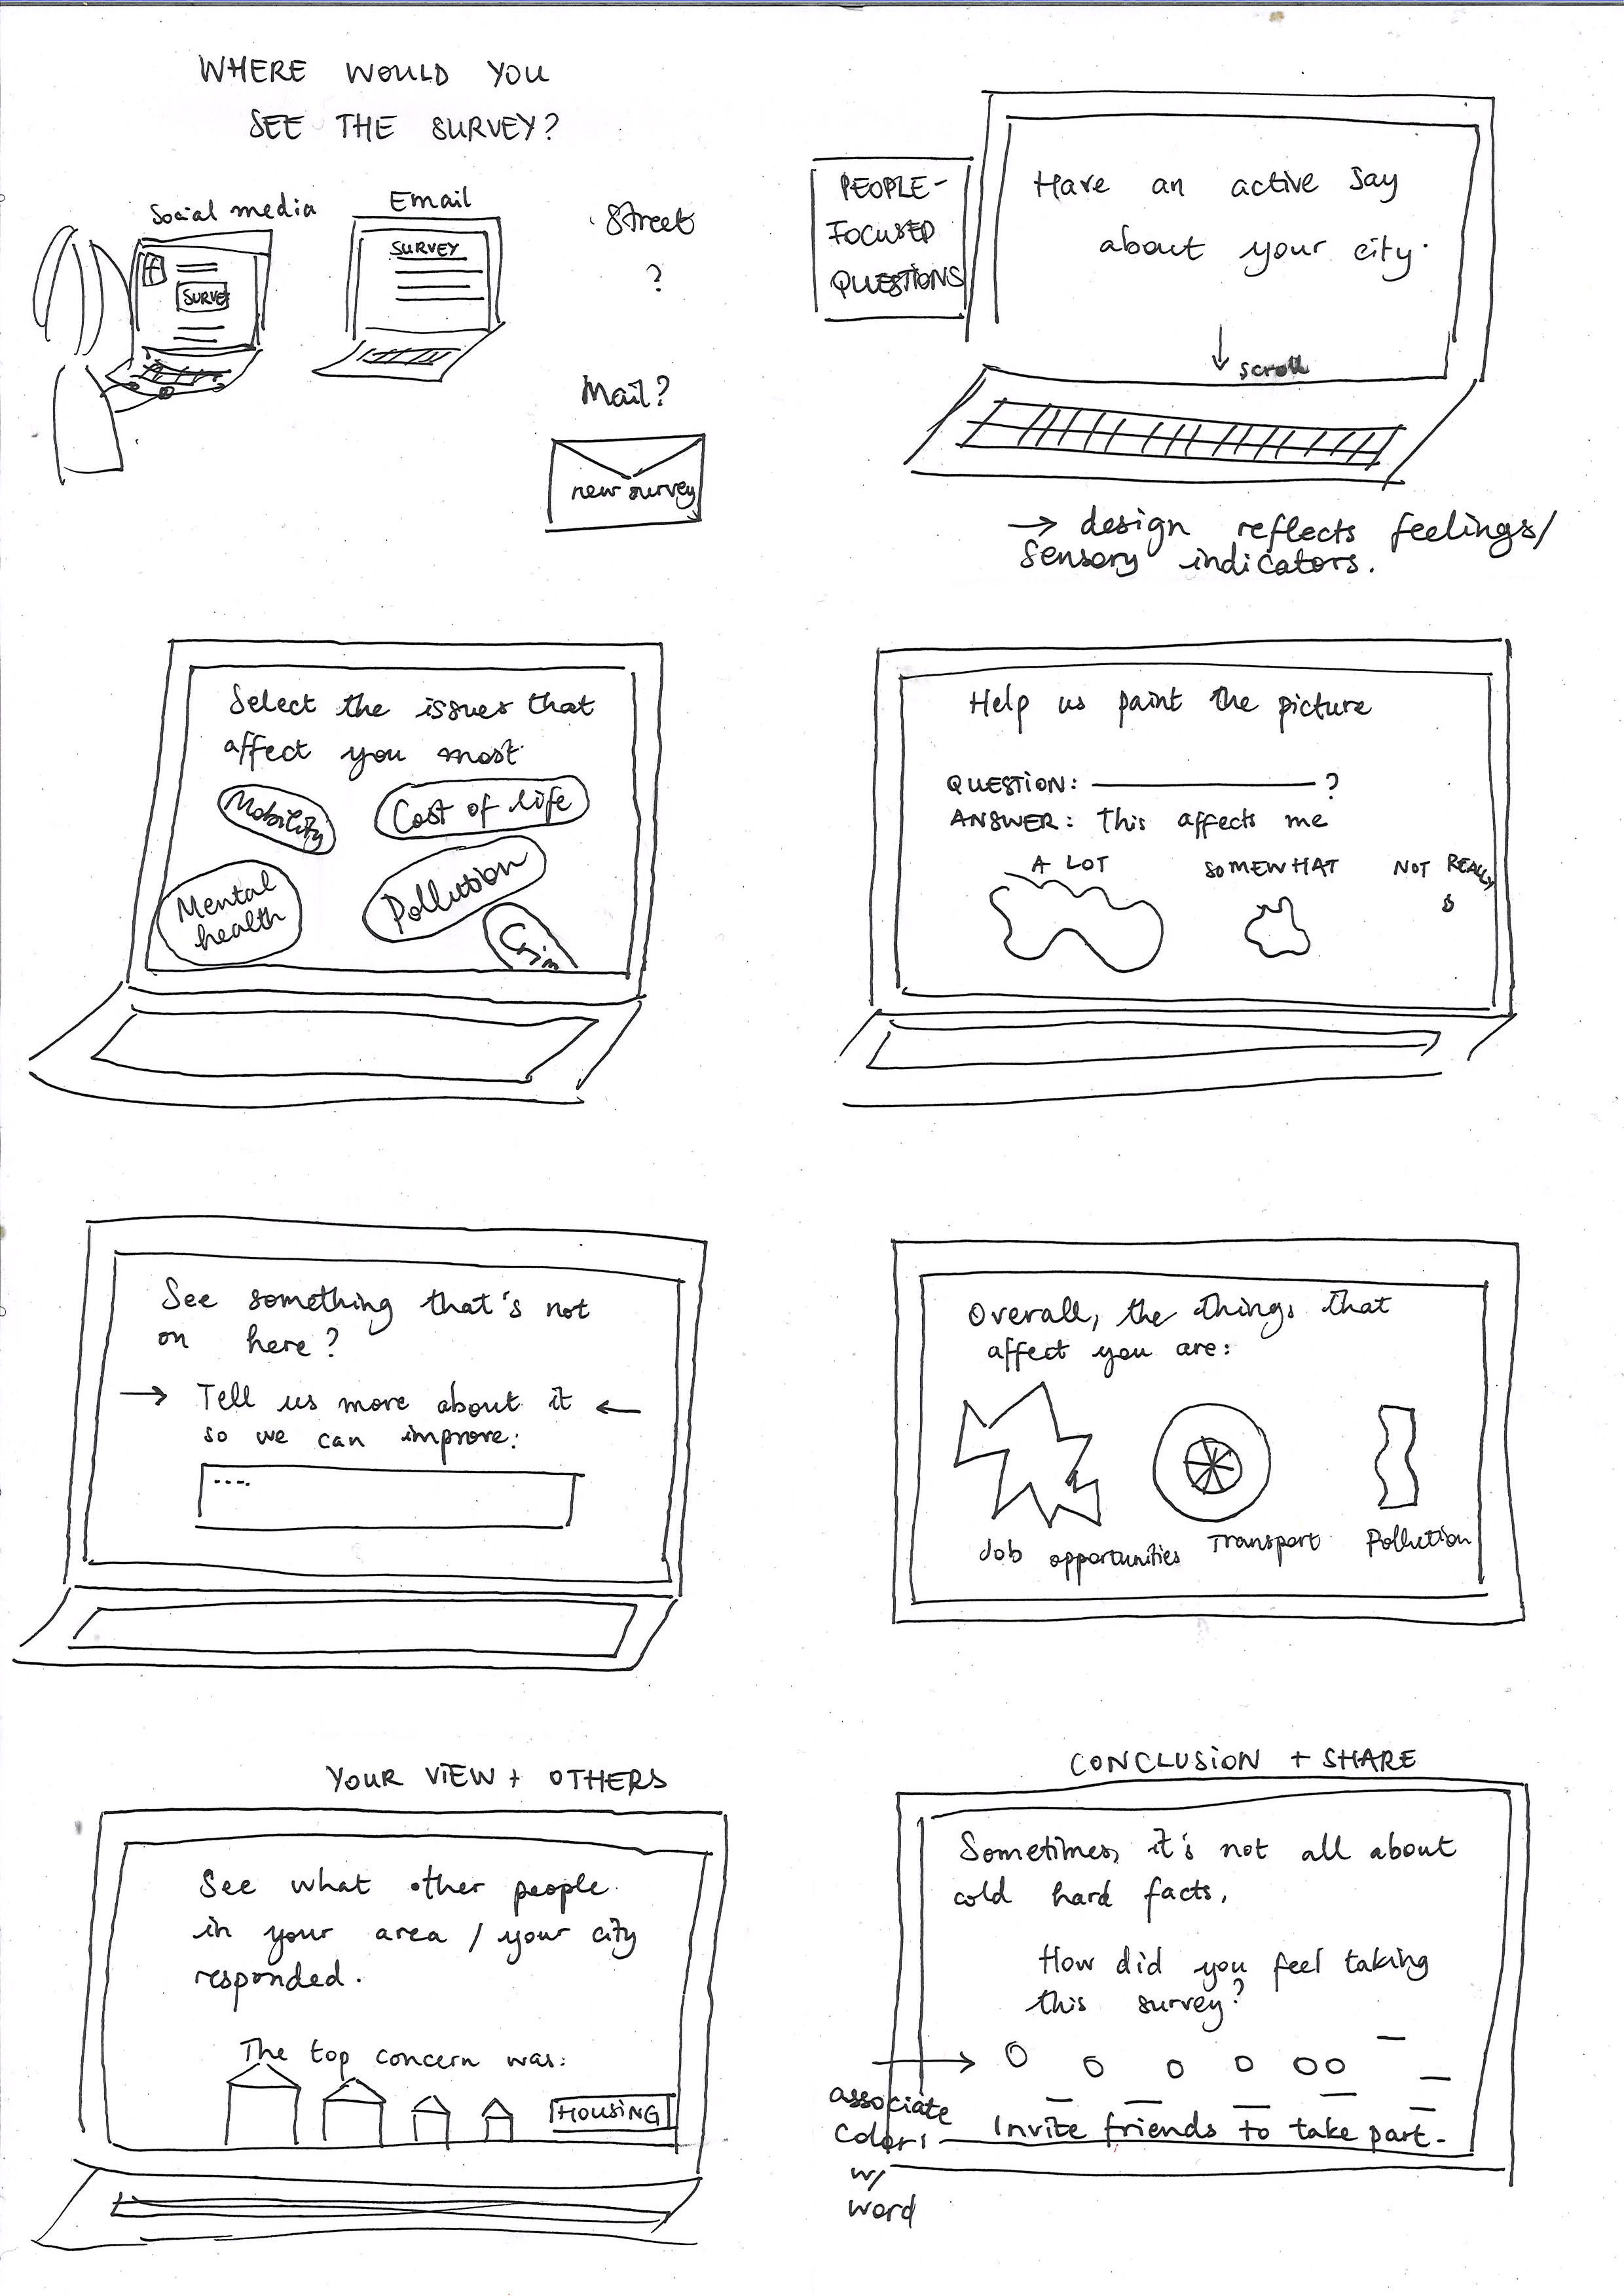 WHERE WOULD YOU
SEE THE SURVEY?
Social media
Email
Street
?
f
SURVEY
SURVEY
Mail?
new survey
PEOPLE-
FOCUSED
QUESTIONS
Have an active say
about your city.
↓ scroll
→ design reflects feelings/
sensory indicators.
Select the issues that
affect you most
Mobility
Cost of life
Mental
health
Pollution
Crim
Help us paint the picture
QUESTION: ________ ?
ANSWER: This affects me
A LOT
SOMEWHAT
NOT REALLY
See something that's not
on here?
→ Tell us more about it ←
so we can improve:
....
Overall, the things that
affect you are:
Job opportunities
Transport
Pollution
YOUR VIEW + OTHERS
See what other people
in your area / your city
responded.
The top concern was:
HOUSING
CONCLUSION + SHARE
Sometimes, it's not all about
cold hard facts.
How did you feel taking
this survey?
associate
colors
w/
word
Invite friends to take part.